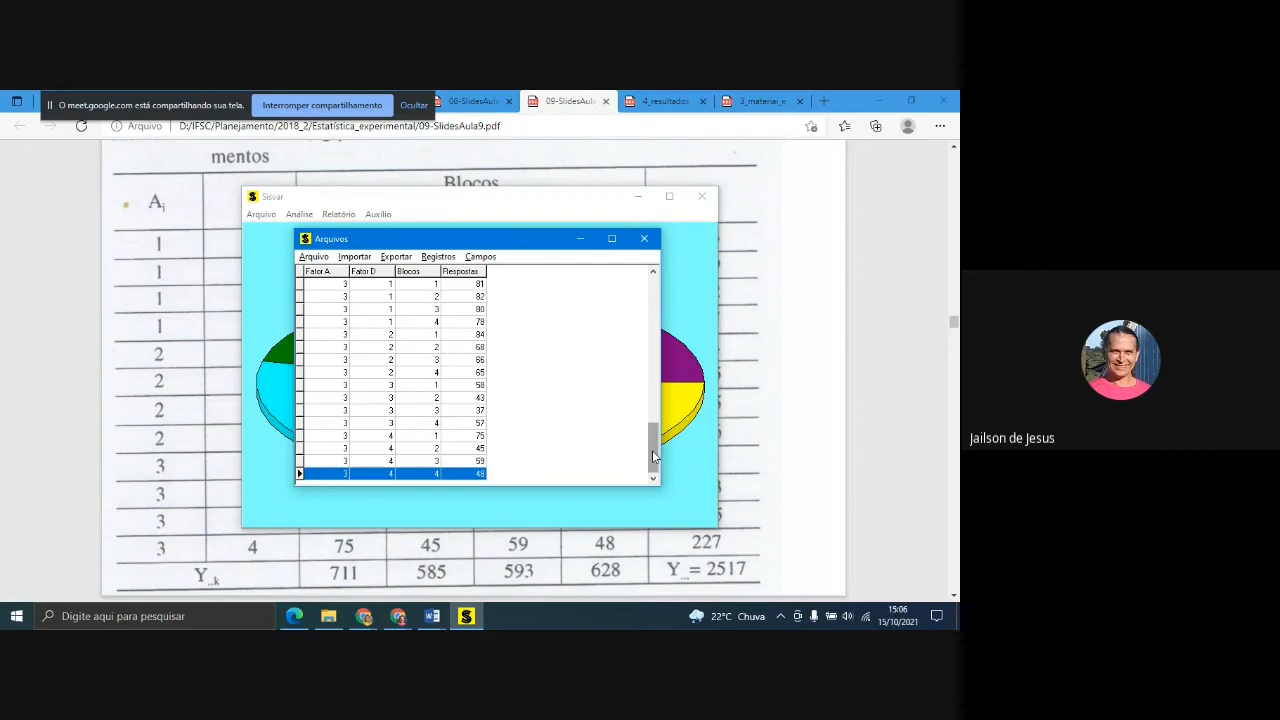 O meet.google.com está compartilhando sua tela. Interromper compartilhamento Ocultar
08-SlidesAula
09-SlidesAula
4_resultados
3_materiai_e
Arquivo D:/IFSC/Planejamento/2018_2/Estatística_experimental/09-SlidesAula9.pdf
mentos
Blocos
Ai
1
1
1
1
2
2
2
2
3
3
3
3 4 75 45 59 48 227
Y..k 711 585 593 628 Y... = 2517
Sisvar
Arquivo Análise Relatório Auxílio
Arquivos
Arquivo Importar Exportar Registros Campos
Fator A Fator D Blocos Respostas
3 1 1 81
3 1 2 82
3 1 3 80
3 1 4 78
3 2 1 84
3 2 2 68
3 2 3 66
3 2 4 65
3 3 1 58
3 3 2 43
3 3 3 37
3 3 4 57
3 4 1 75
3 4 2 45
3 4 3 59
3 4 4 48
Jailson de Jesus
Digite aqui para pesquisar
22°C Chuva
15:06
15/10/2021